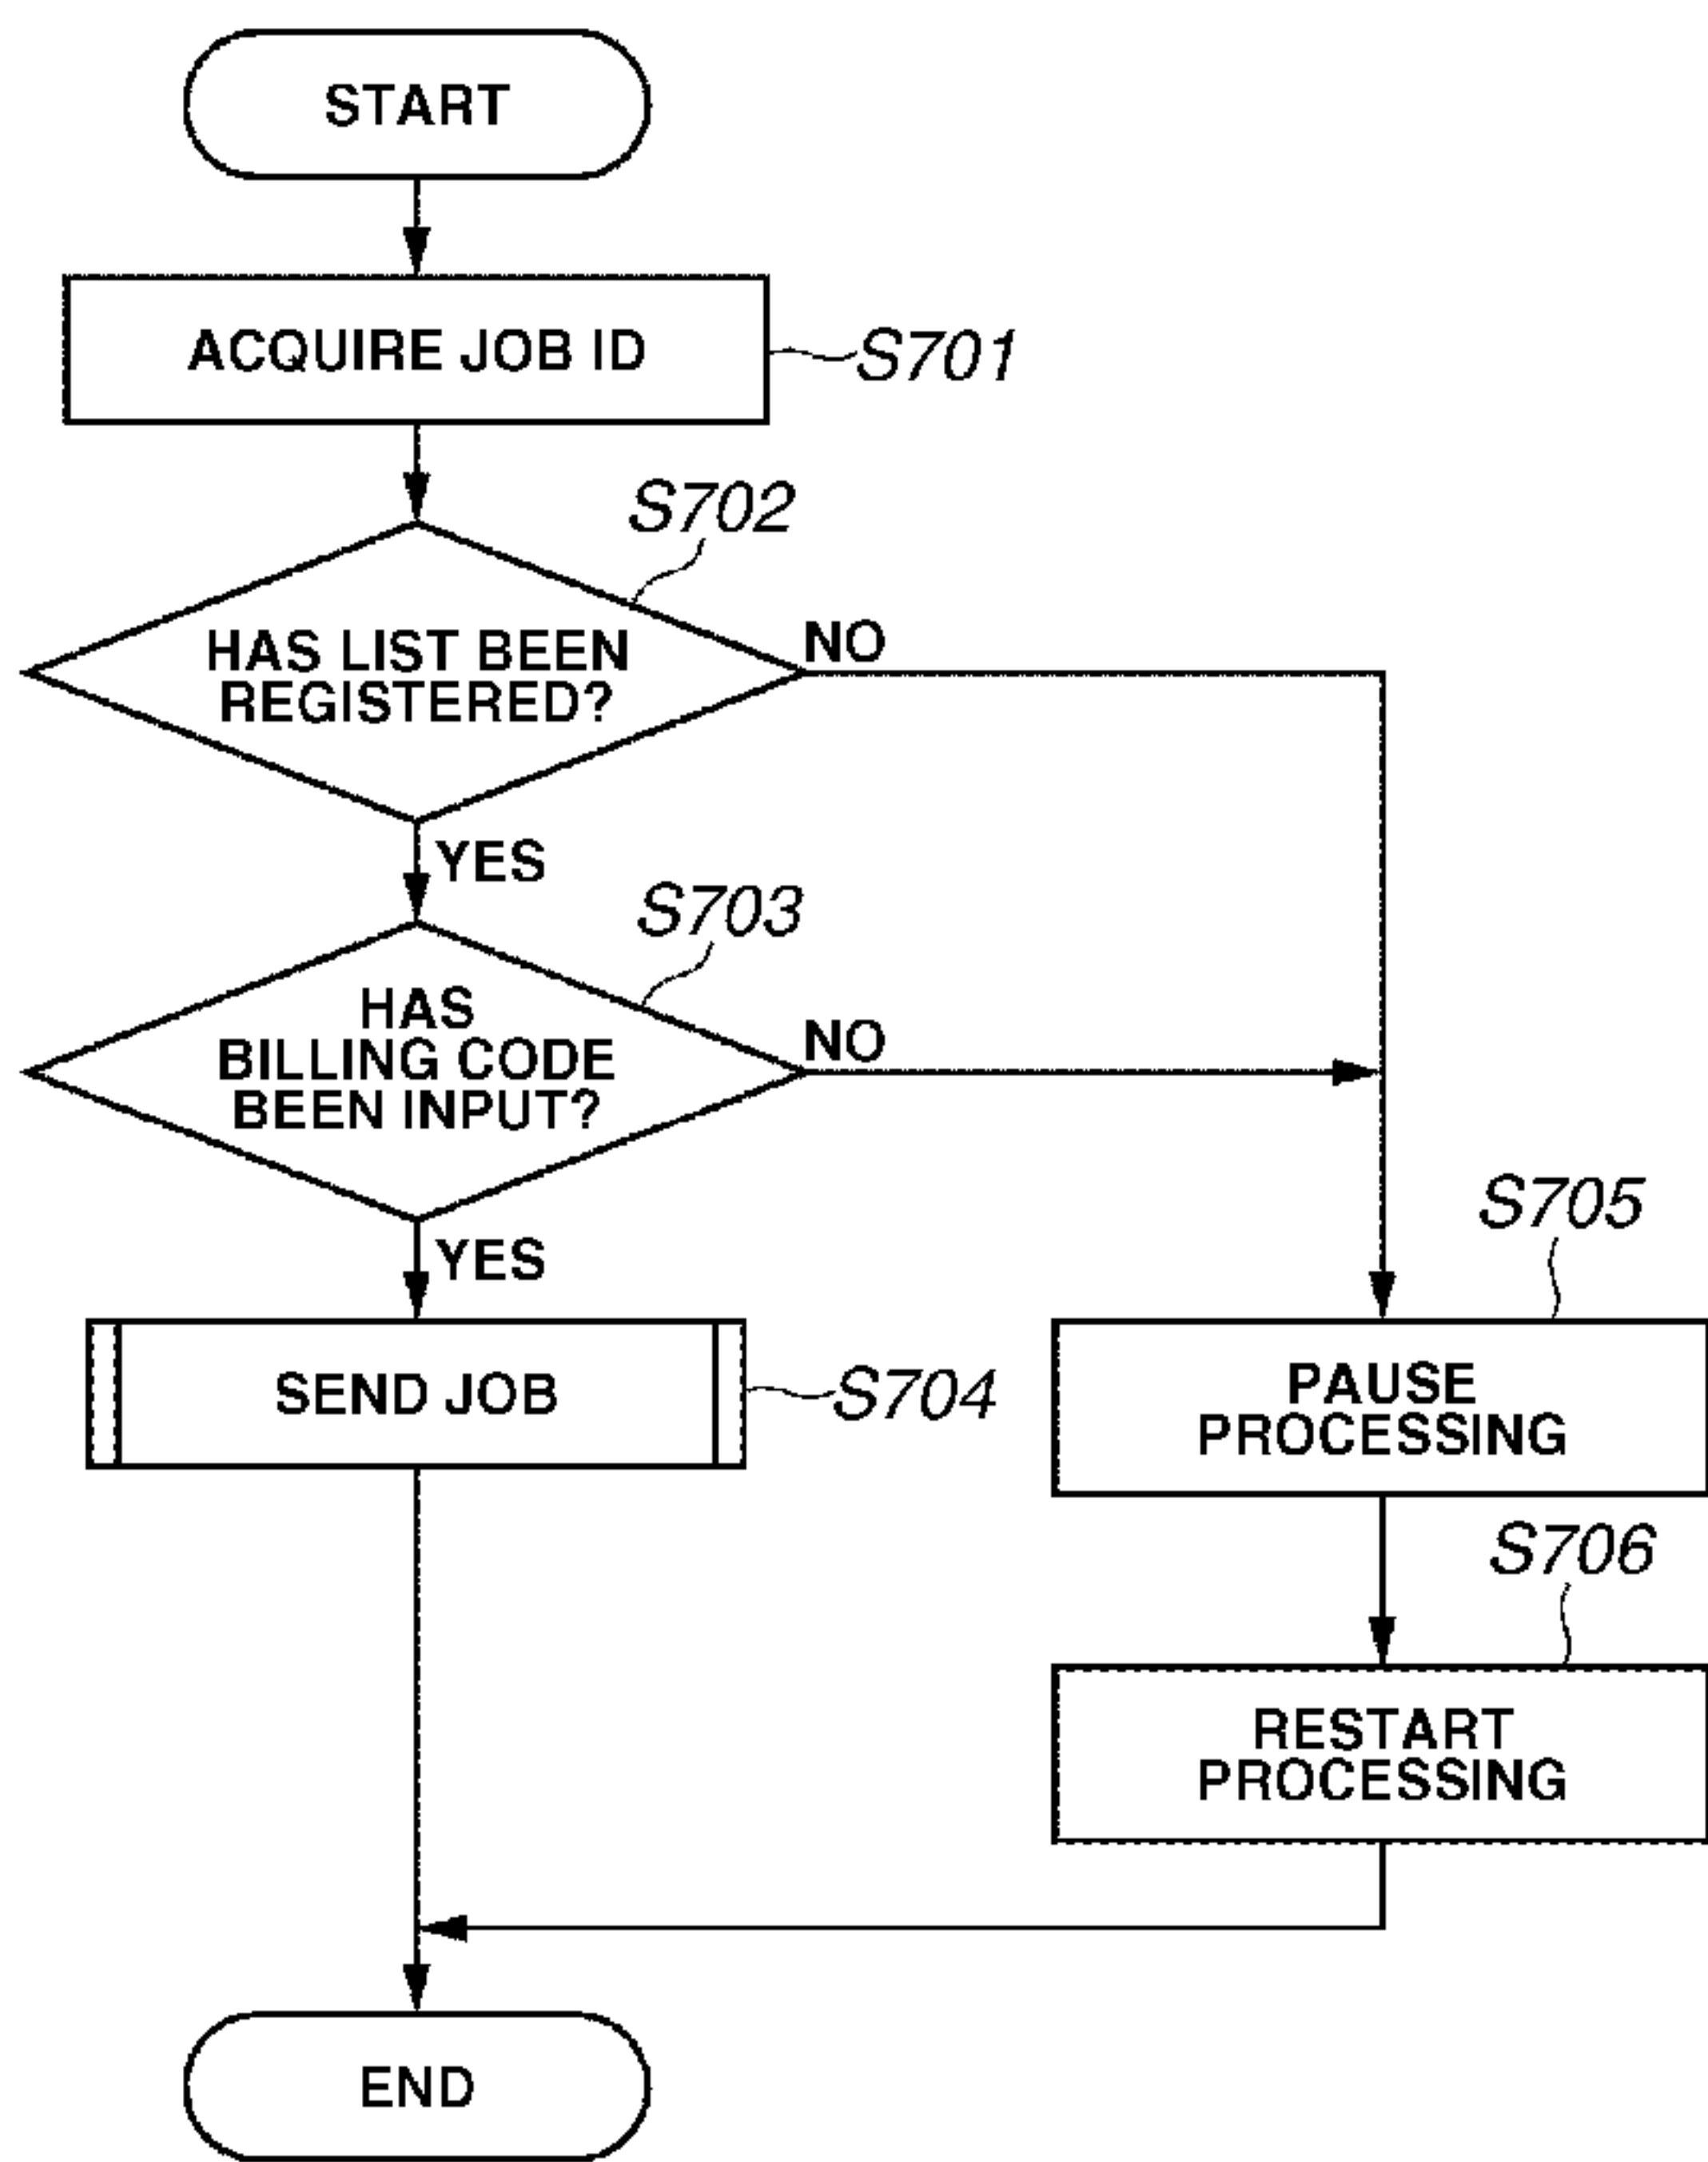 START
ACQUIRE JOB ID
S701
S702
HAS LIST BEEN
REGISTERED?
NO
YES
S703
HAS
BILLING CODE
BEEN INPUT?
NO
YES
SEND JOB
S704
S705
PAUSE
PROCESSING
S706
RESTART
PROCESSING
END